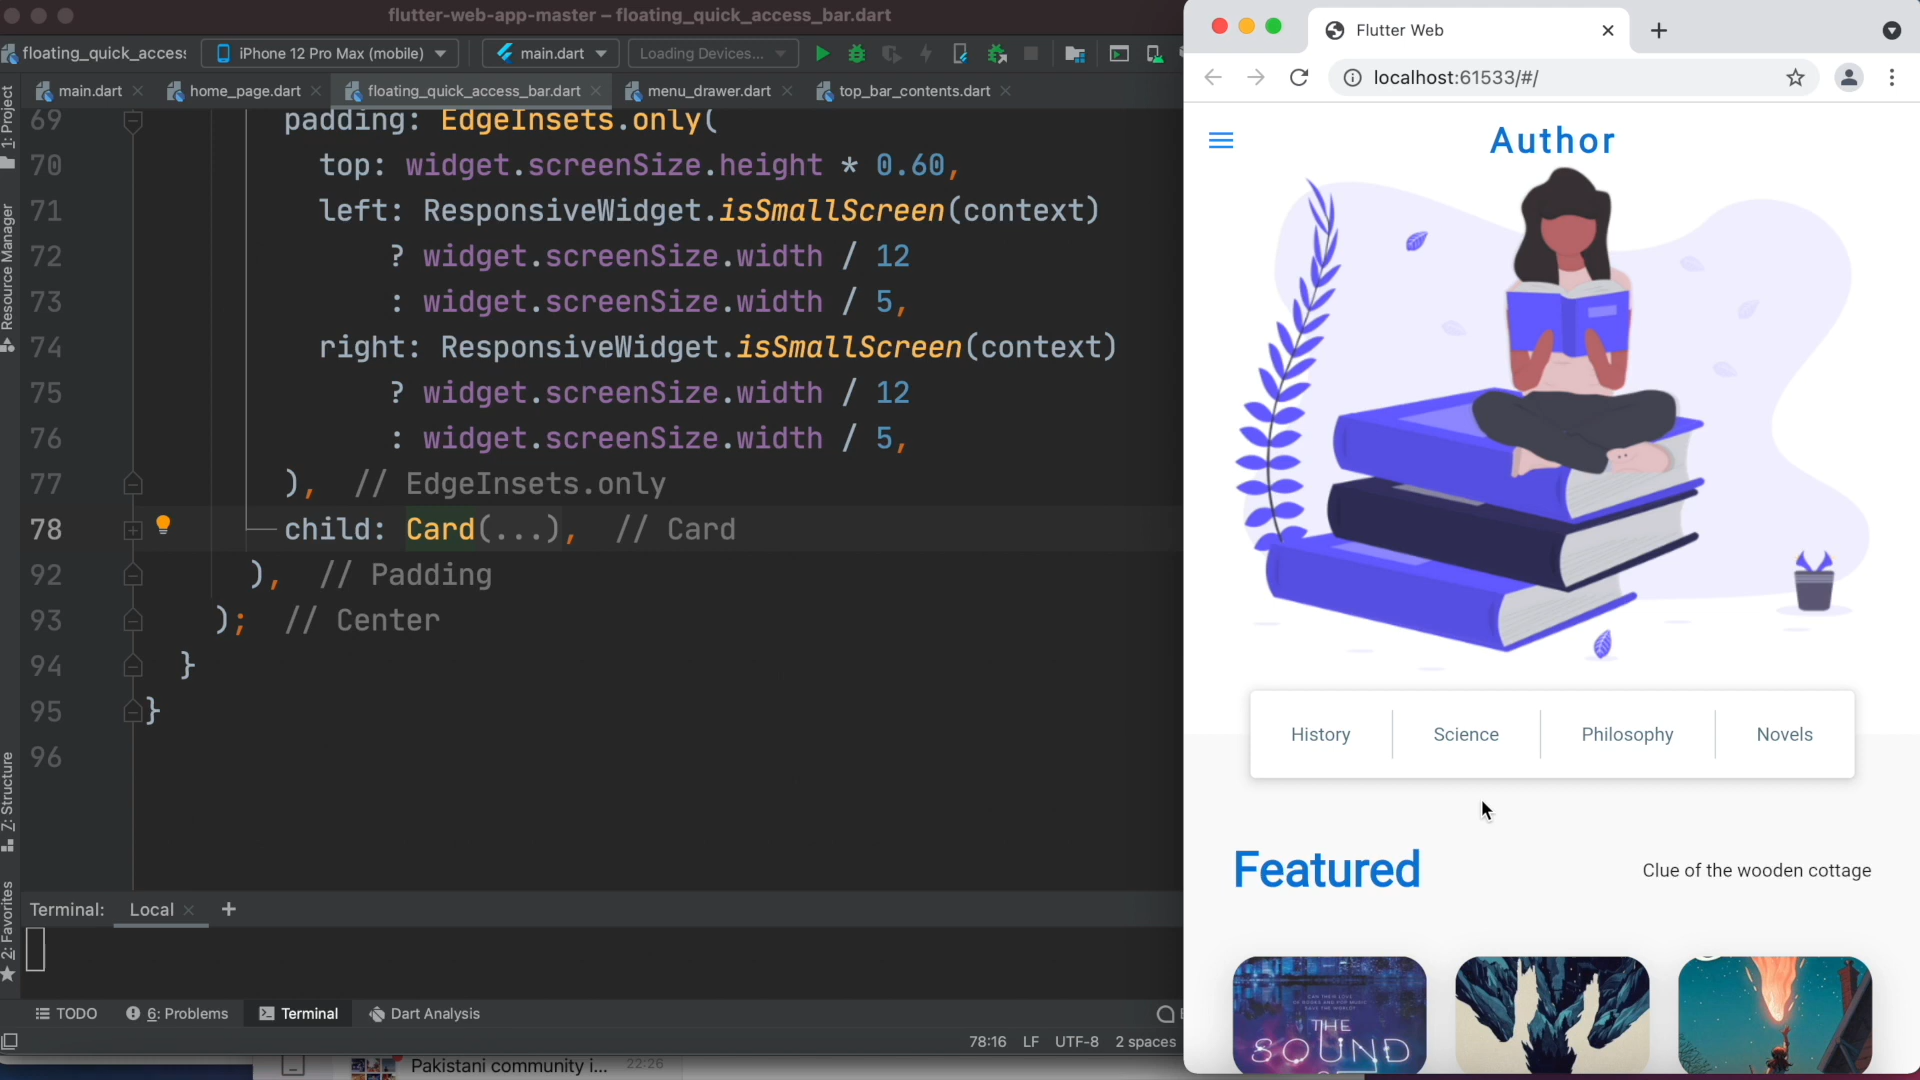 flutter-web-app-master – floating_quick_access_bar.dart
floating_quick_access
iPhone 12 Pro Max (mobile)
main.dart
Loading Devices...
main.dart
home_page.dart
floating_quick_access_bar.dart
menu_drawer.dart
top_bar_contents.dart
1: Project
Resource Manager
Z: Structure
2: Favorites
69 padding: EdgeInsets.only(
70 top: widget.screenSize.height * 0.60,
71 left: ResponsiveWidget.isSmallScreen(context)
72 ? widget.screenSize.width / 12
73 : widget.screenSize.width / 5,
74 right: ResponsiveWidget.isSmallScreen(context)
75 ? widget.screenSize.width / 12
76 : widget.screenSize.width / 5,
77 ), // EdgeInsets.only
78 child: Card(...), // Card
92 ), // Padding
93 ); // Center
94 }
95 }
96
Terminal: Local +
TODO
6: Problems
Terminal
Dart Analysis
78:16 LF UTF-8 2 spaces
Pakistani community i... 22:26
Flutter Web
localhost:61533/#/
Author
History
Science
Philosophy
Novels
Featured
Clue of the wooden cottage
THE
SOUND